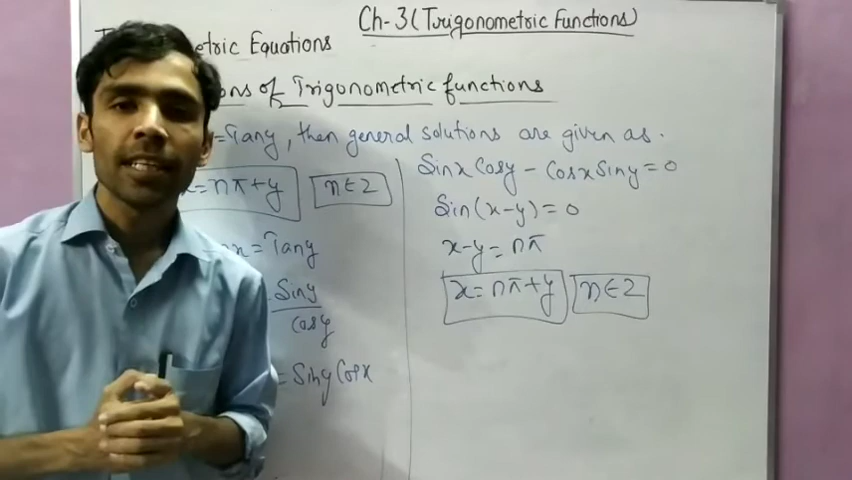 Ch-3 (Trigonometric Functions)
etric Equations
ons of Trigonometric functions
=Tany, then general solutions are given as.
x=nπ+y n∈Z
= Tany
Siny
Cosy
= Siny Cosx
Sinx Cosy - Cosx Siny = 0
Sin(x-y) = 0
x-y = nπ
x = nπ+y n∈Z